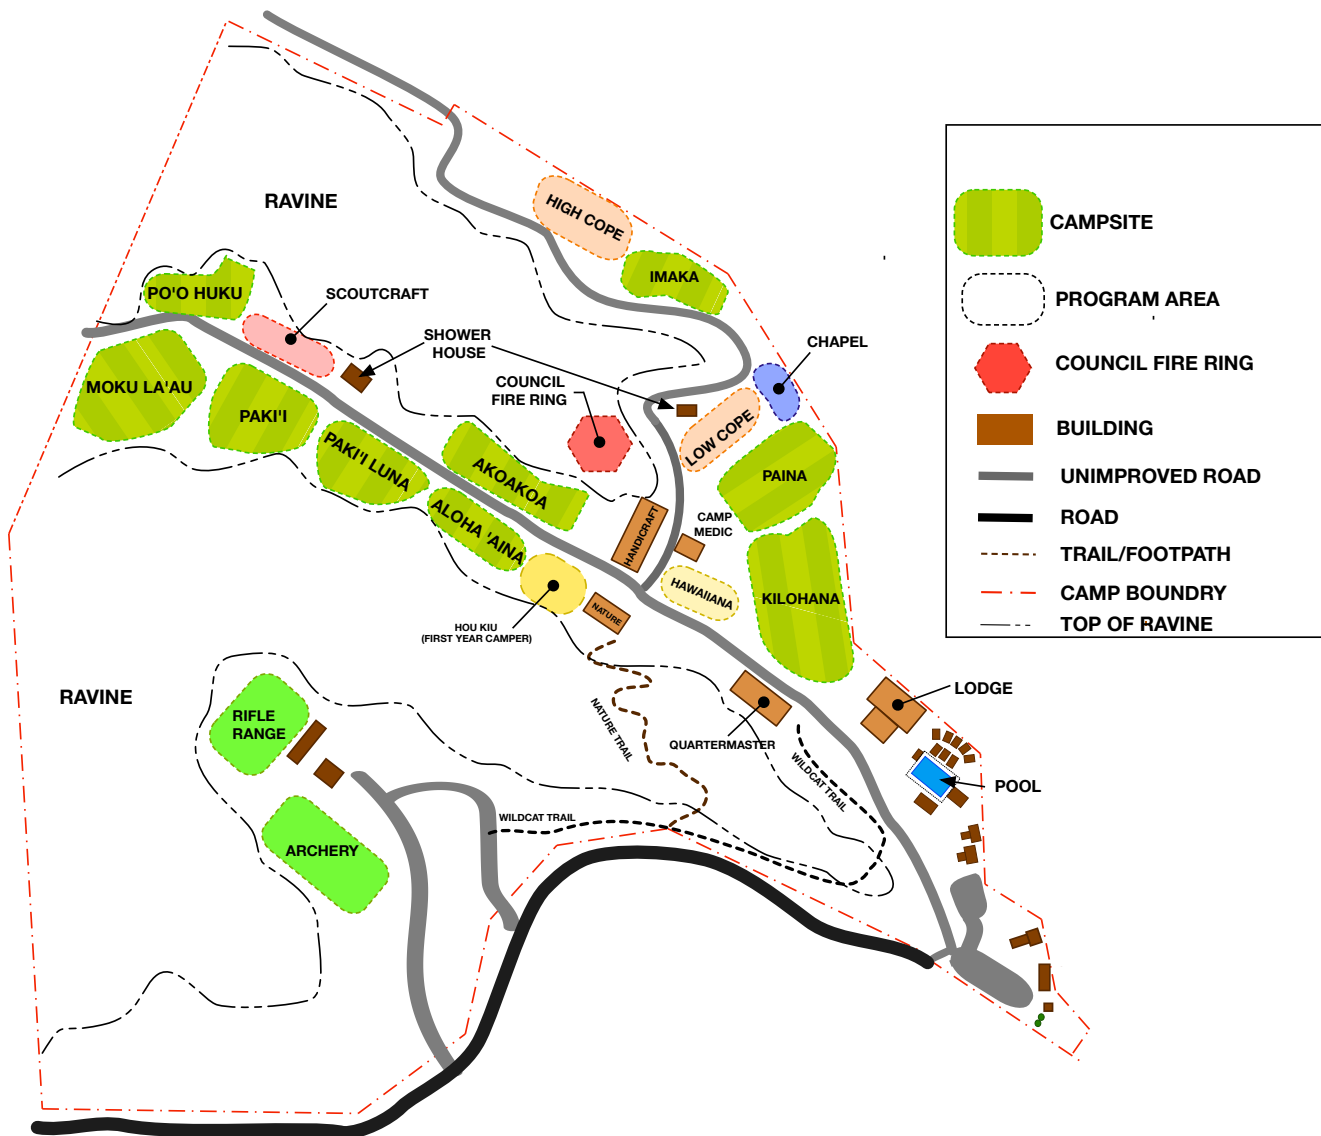 RAVINE
HIGH COPE
IMAKA
PO'O HUKU
SCOUTCRAFT
SHOWER
HOUSE
CHAPEL
COUNCIL
FIRE RING
MOKU LA'AU
PAKI'I
PAKI'I LUNA
AKOAKOA
LOW COPE
PAINA
ALOHA 'AINA
HANDICRAFT
CAMP
MEDIC
HAWAIIANA
KILOHANA
HOU KIU
(FIRST YEAR CAMPER)
NATURE
RAVINE
RIFLE
RANGE
NATURE TRAIL
QUARTERMASTER
LODGE
WILDCAT TRAIL
POOL
WILDCAT TRAIL
ARCHERY
CAMPSITE
PROGRAM AREA
COUNCIL FIRE RING
BUILDING
UNIMPROVED ROAD
ROAD
TRAIL/FOOTPATH
CAMP BOUNDRY
TOP OF RAVINE